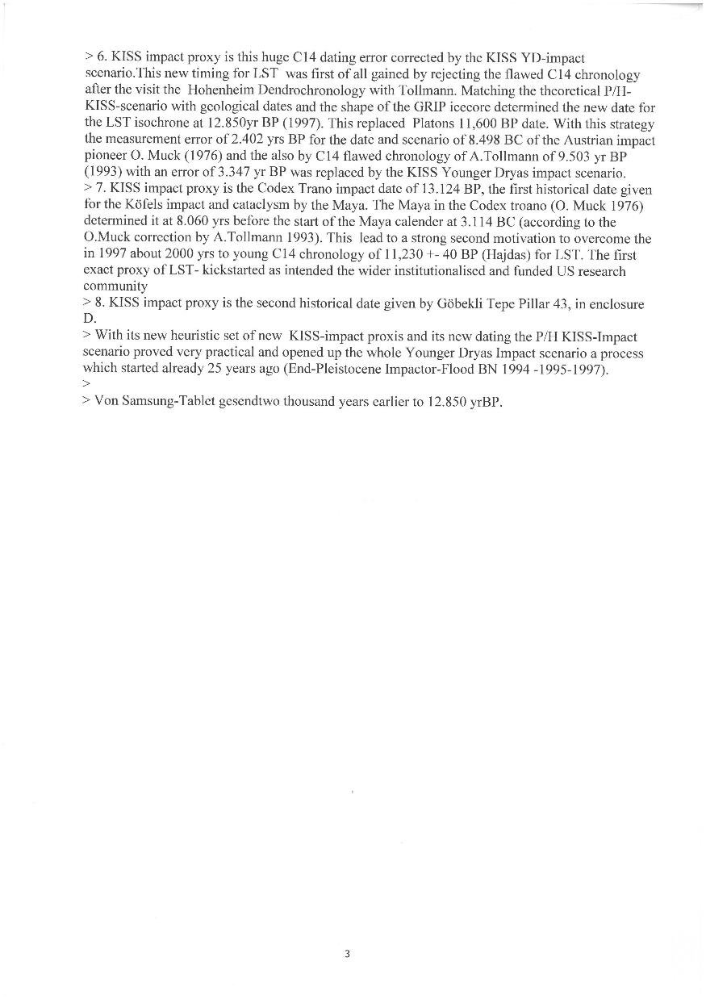 > 6. KISS impact proxy is this huge C14 dating error corrected by the KISS YD-impact
scenario.This new timing for LST was first of all gained by rejecting the flawed C14 chronology
after the visit the Hohenheim Dendrochronology with Tollmann. Matching the theoretical P/H-
KISS-scenario with geological dates and the shape of the GRIP icecore determined the new date for
the LST isochrone at 12.850yr BP (1997). This replaced Platons 11,600 BP date. With this strategy
the measurement error of 2.402 yrs BP for the date and scenario of 8.498 BC of the Austrian impact
pioneer O. Muck (1976) and the also by C14 flawed chronology of A.Tollmann of 9.503 yr BP
(1993) with an error of 3.347 yr BP was replaced by the KISS Younger Dryas impact scenario.
> 7. KISS impact proxy is the Codex Trano impact date of 13.124 BP, the first historical date given
for the Köfels impact and cataclysm by the Maya. The Maya in the Codex troano (O. Muck 1976)
determined it at 8.060 yrs before the start of the Maya calender at 3.114 BC (according to the
O.Muck correction by A.Tollmann 1993). This lead to a strong second motivation to overcome the
in 1997 about 2000 yrs to young C14 chronology of 11,230 +- 40 BP (Hajdas) for LST. The first
exact proxy of LST- kickstarted as intended the wider institutionalised and funded US research
community
> 8. KISS impact proxy is the second historical date given by Göbekli Tepe Pillar 43, in enclosure
D.
> With its new heuristic set of new KISS-impact proxis and its new dating the P/H KISS-Impact
scenario proved very practical and opened up the whole Younger Dryas Impact scenario a process
which started already 25 years ago (End-Pleistocene Impactor-Flood BN 1994 -1995-1997).
>
> Von Samsung-Tablet gesendtwo thousand years earlier to 12.850 yrBP.
3